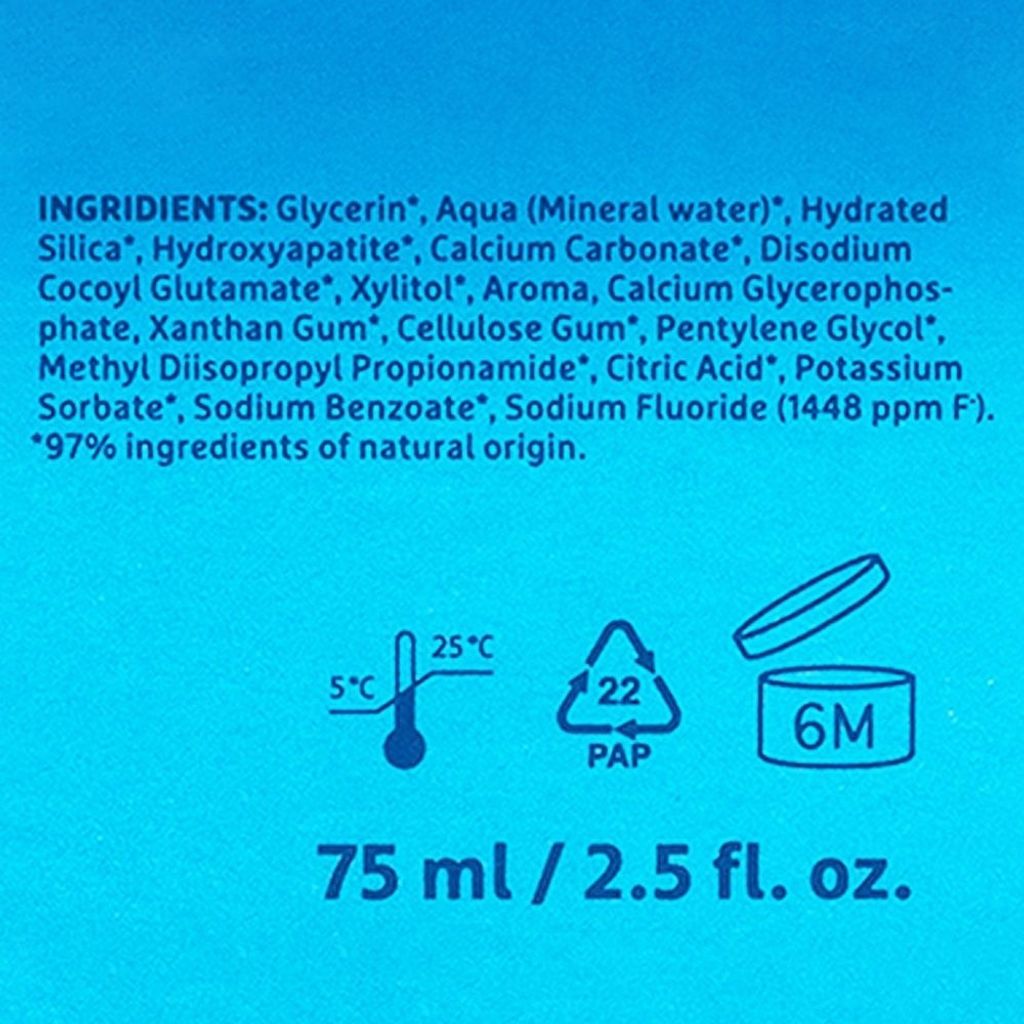 INGRIDIENTS: Glycerin*, Aqua (Mineral water)*, Hydrated
Silica*, Hydroxyapatite*, Calcium Carbonate*, Disodium
Cocoyl Glutamate*, Xylitol*, Aroma, Calcium Glycerophos-
phate, Xanthan Gum*, Cellulose Gum*, Pentylene Glycol*,
Methyl Diisopropyl Propionamide*, Citric Acid*, Potassium
Sorbate*, Sodium Benzoate*, Sodium Fluoride (1448 ppm F⁻).
*97% ingredients of natural origin.
25°C
5°C
22
PAP
6M
75 ml / 2.5 fl. oz.